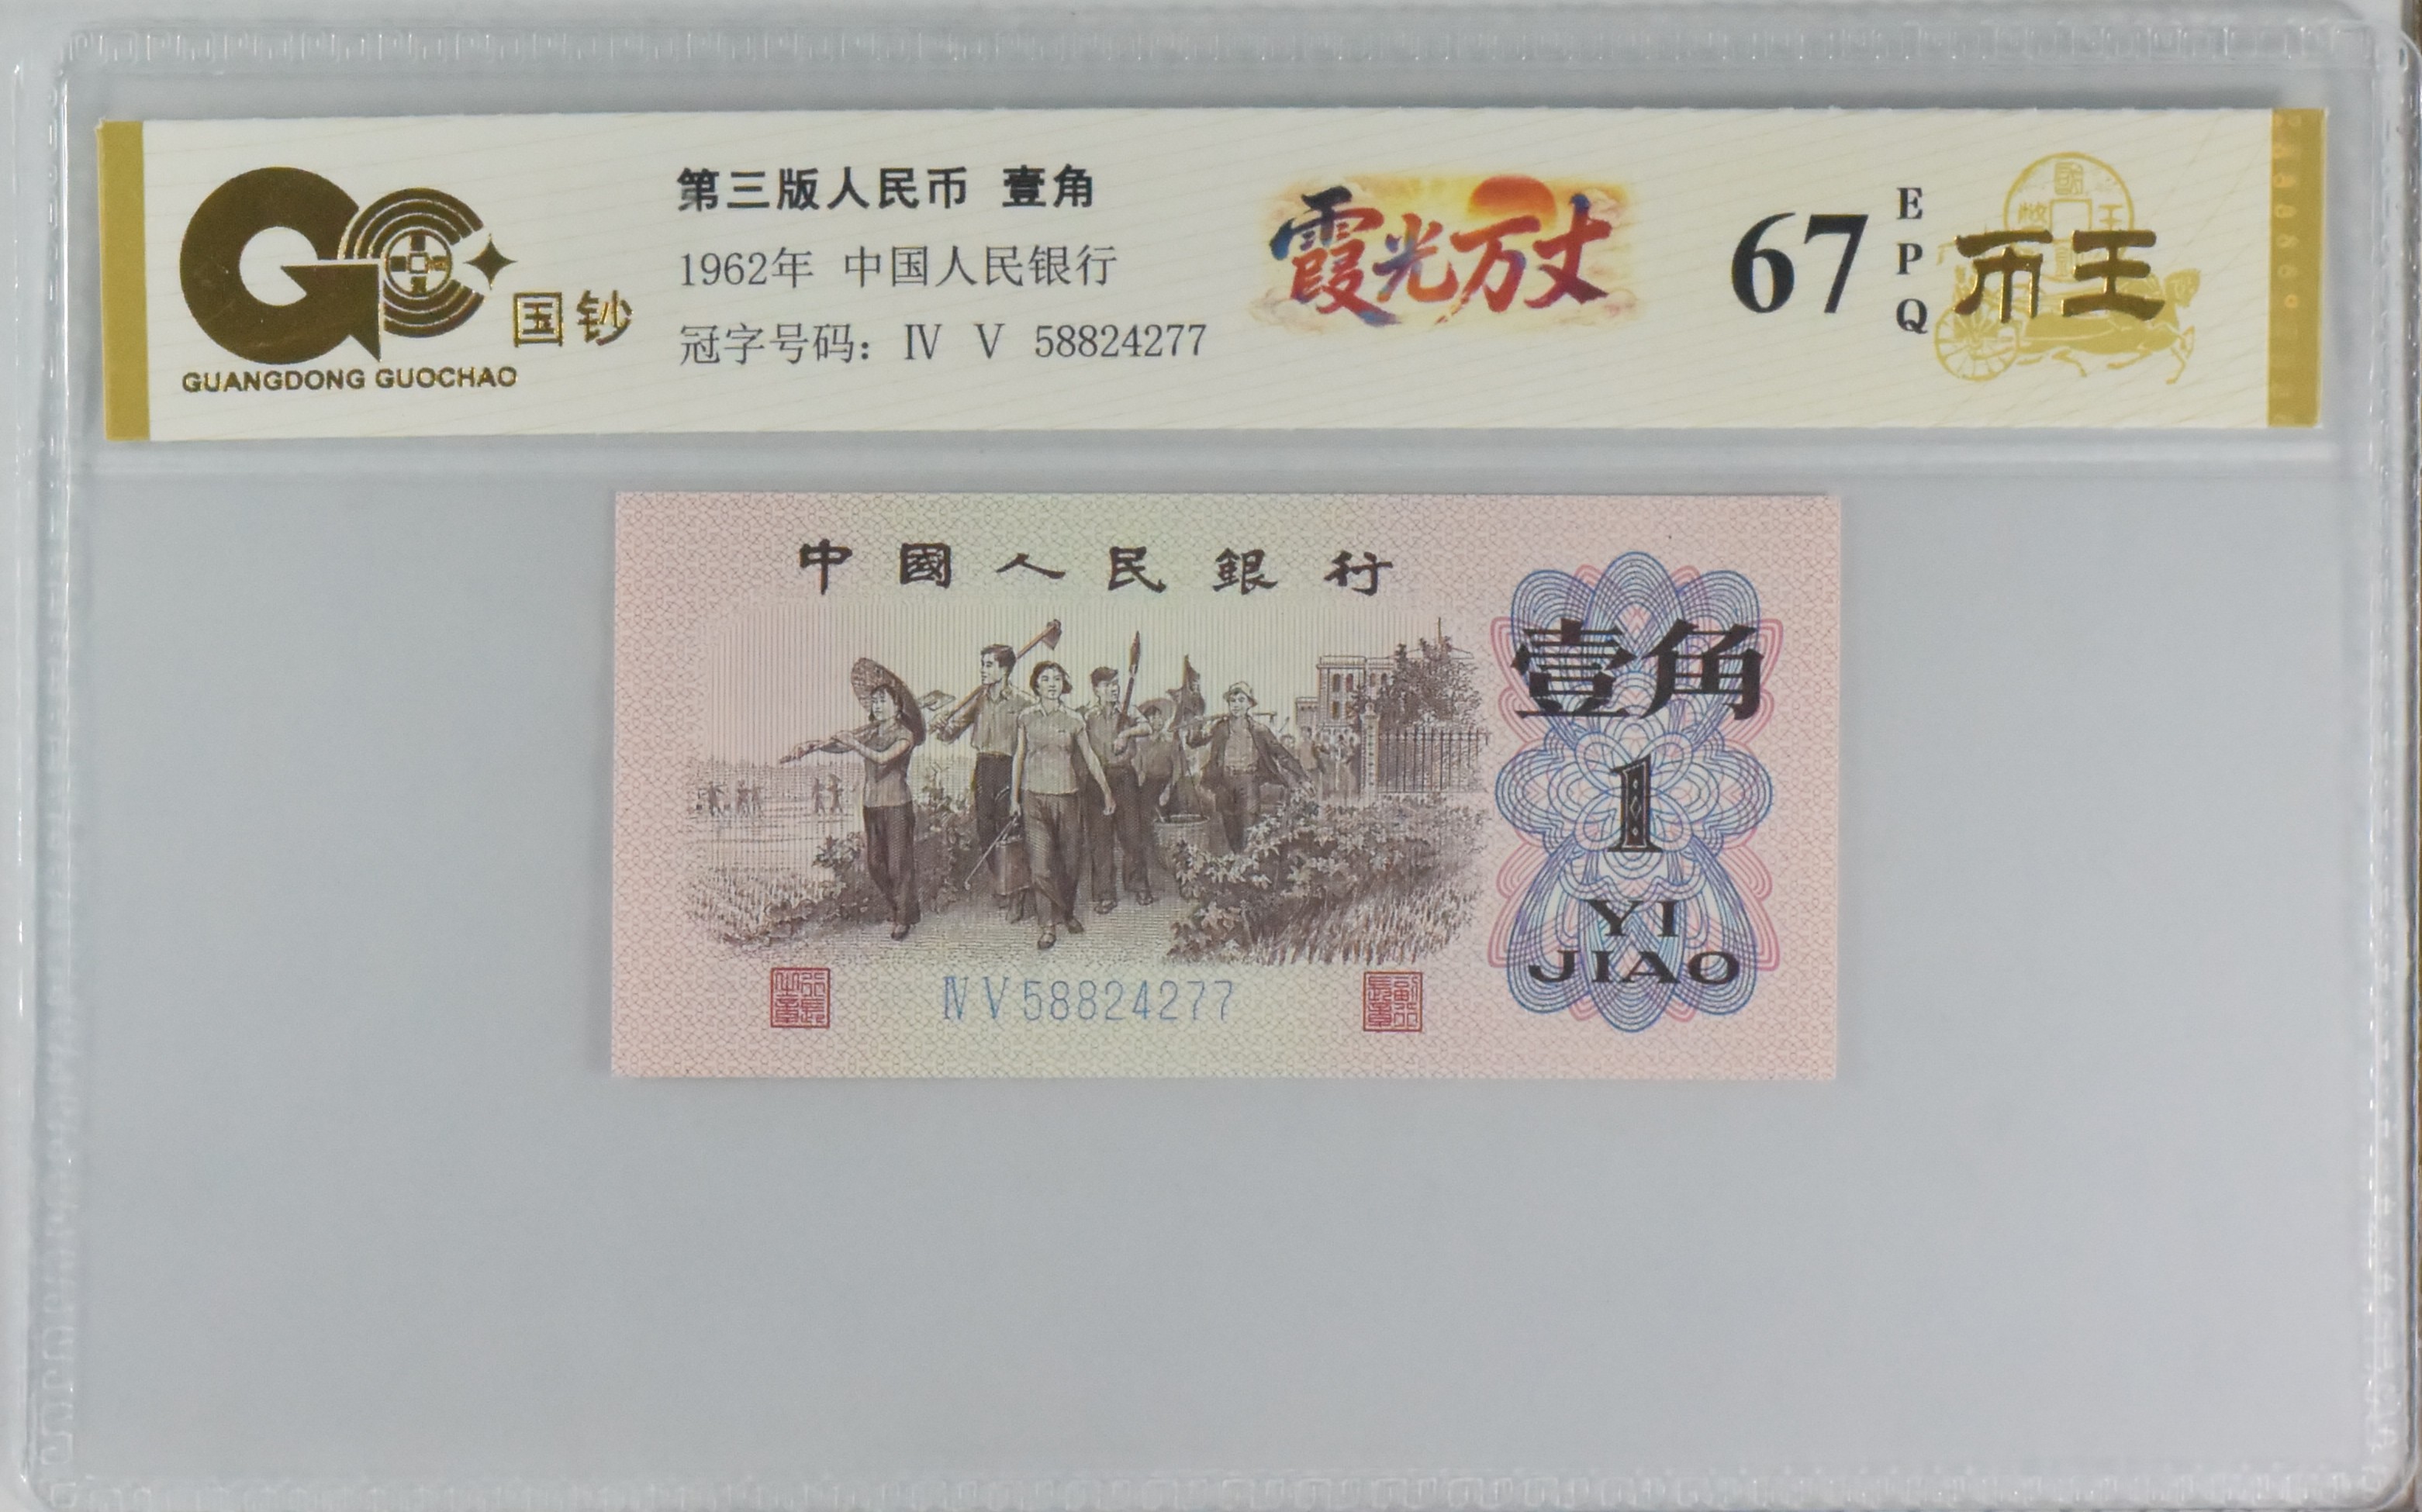 国钞
GUANGDONG GUOCHAO
第三版人民币 壹角
1962年 中国人民银行
冠字号码：Ⅳ Ⅴ 58824277
霞光万丈
67
EPQ
币王
中國人民銀行
壹角
1
YI
JIAO
ⅣⅤ58824277